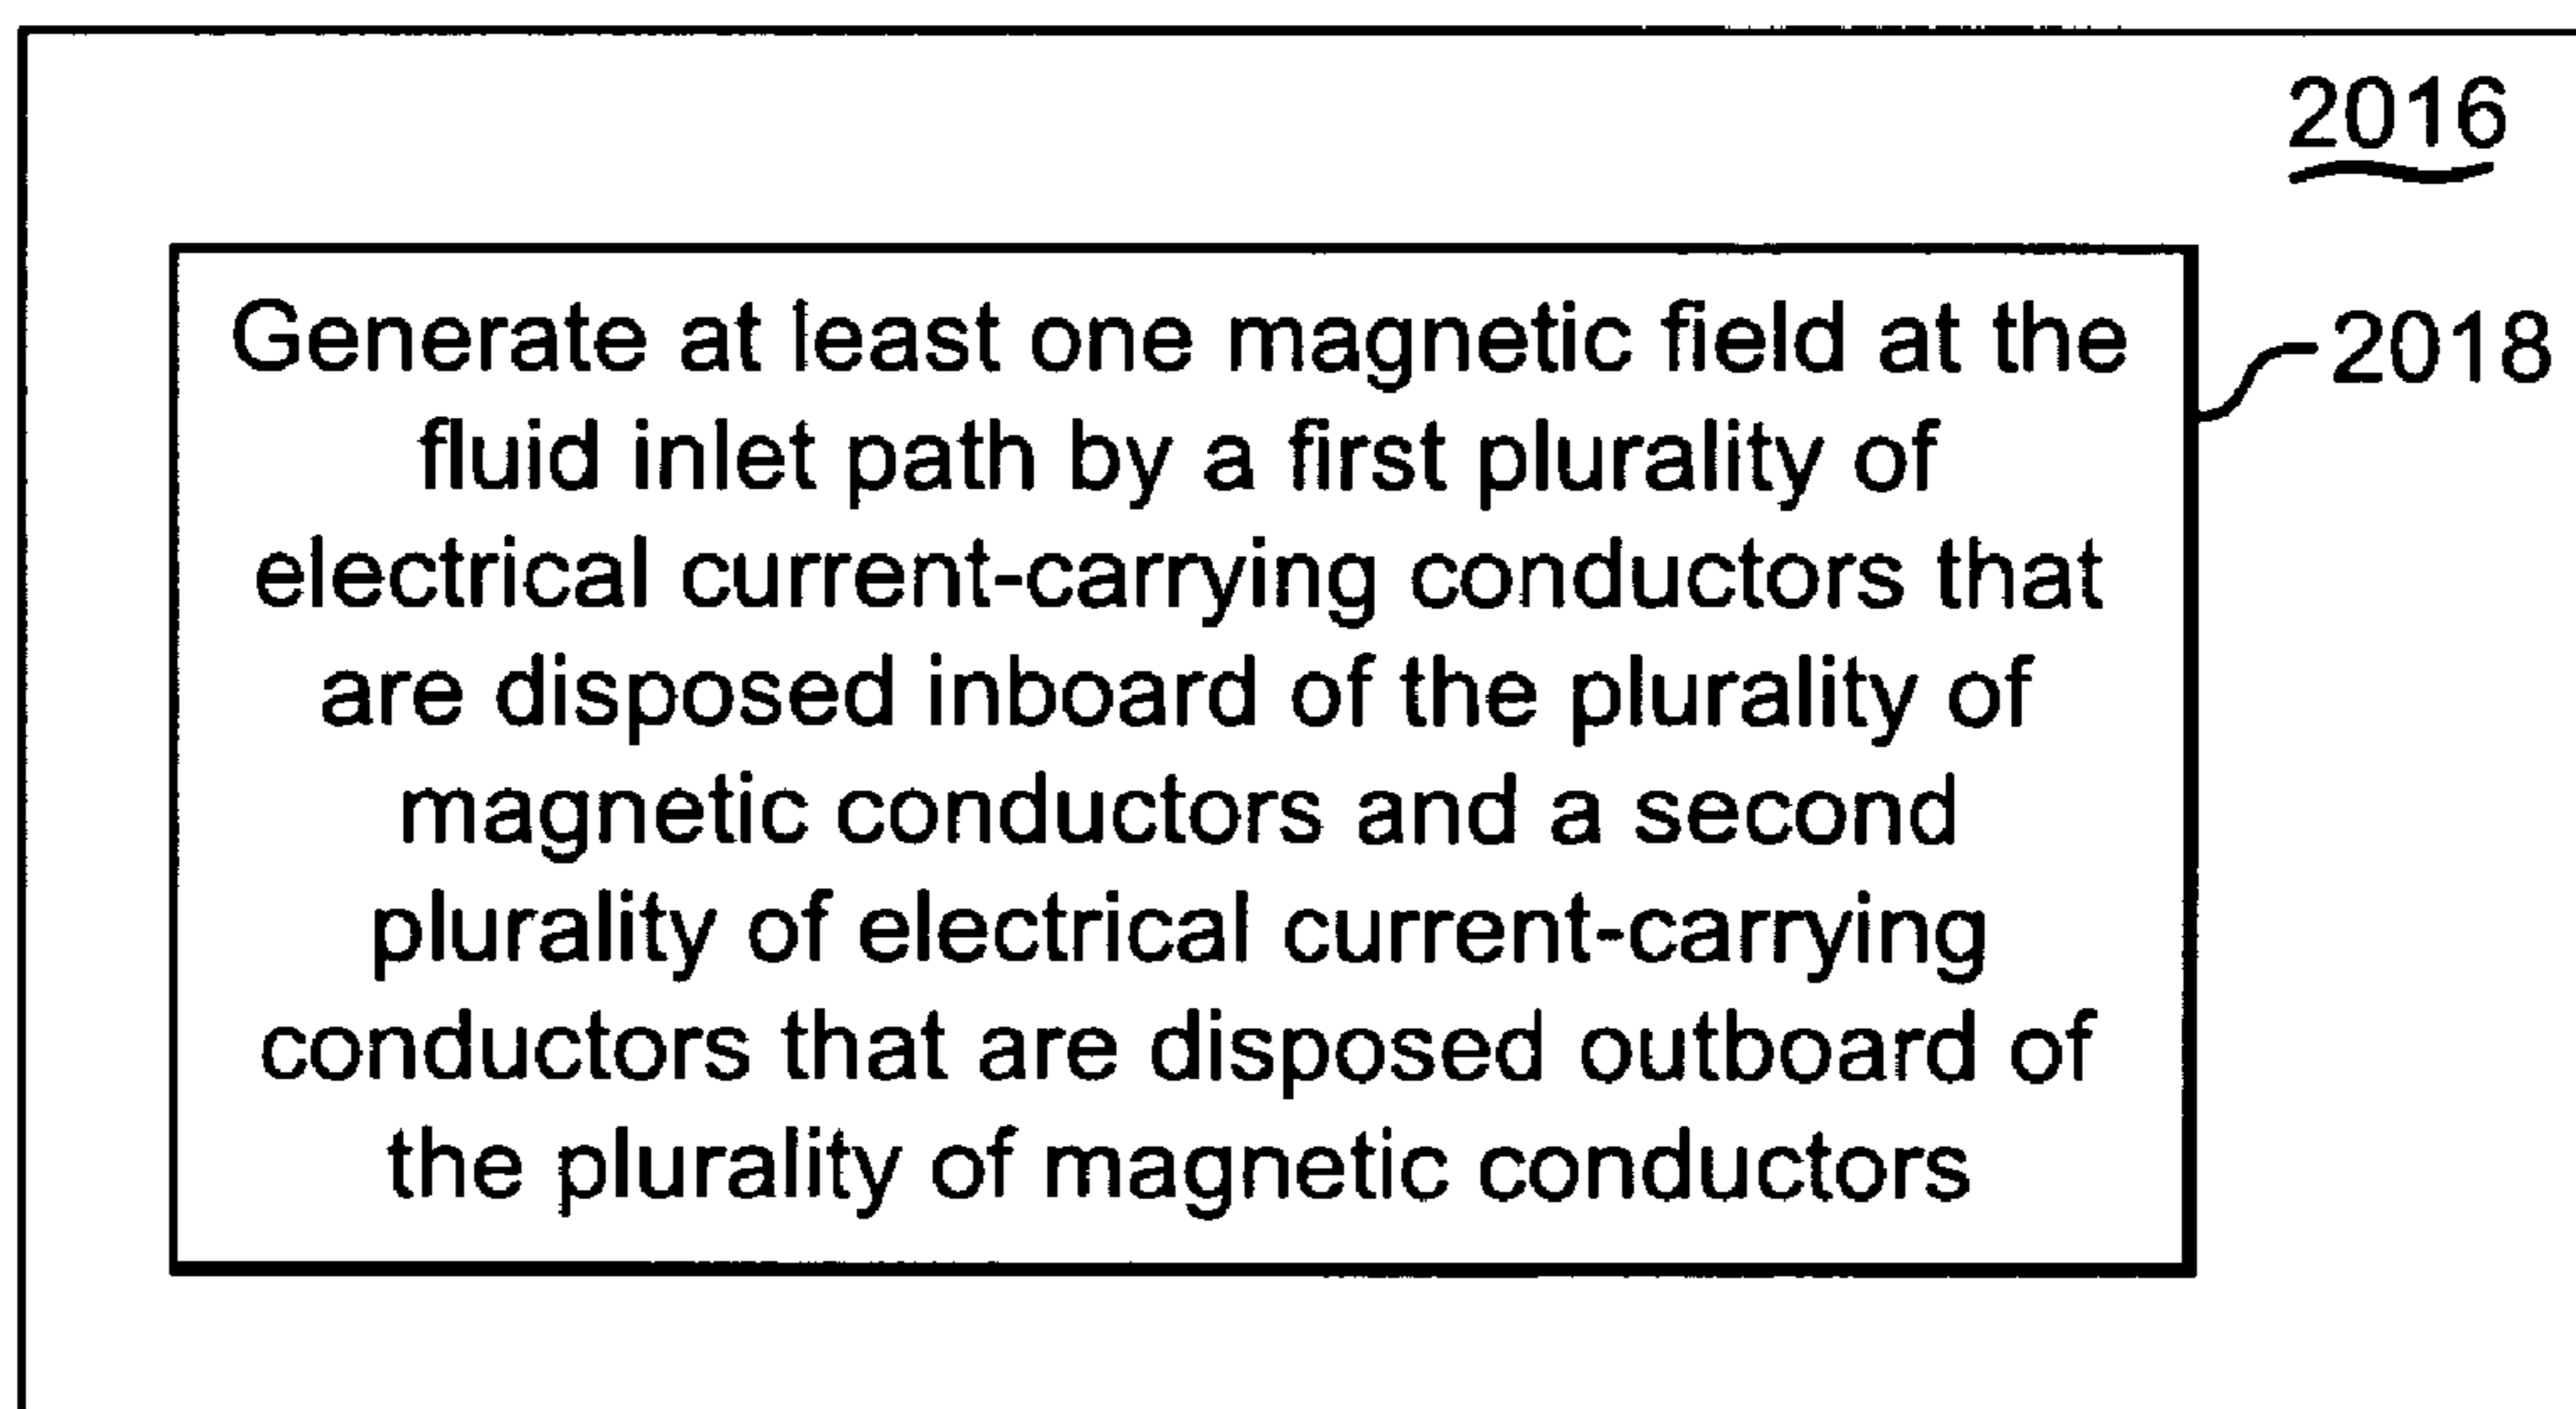 2016
Generate at least one magnetic field at the
fluid inlet path by a first plurality of
electrical current-carrying conductors that
are disposed inboard of the plurality of
magnetic conductors and a second
plurality of electrical current-carrying
conductors that are disposed outboard of
the plurality of magnetic conductors
2018